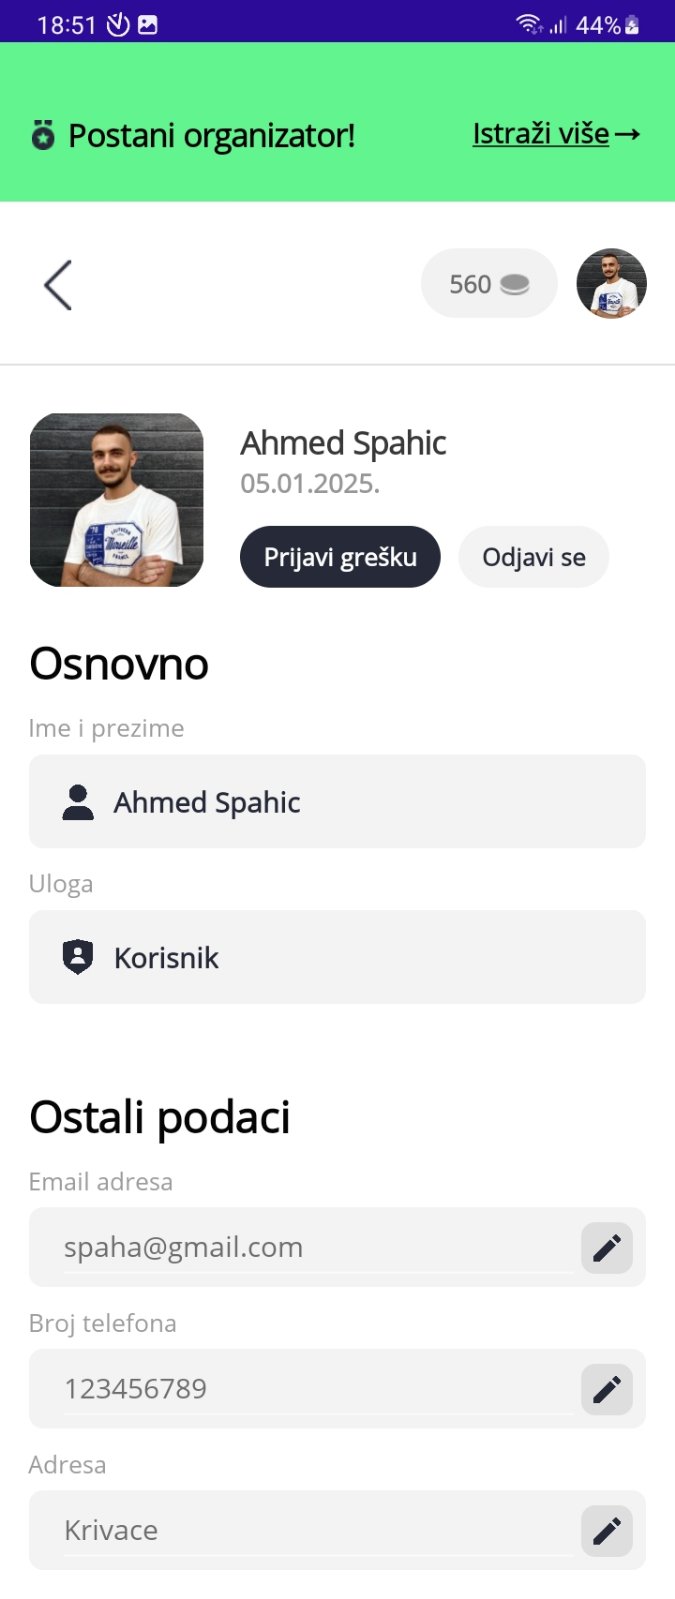 18:51 44%
Postani organizator! Istraži više→
560
Ahmed Spahic
05.01.2025.
Prijavi grešku Odjavi se
Marseille
Osnovno
Ime i prezime
Ahmed Spahic
Uloga
Korisnik
Ostali podaci
Email adresa
spaha@gmail.com
Broj telefona
123456789
Adresa
Krivace